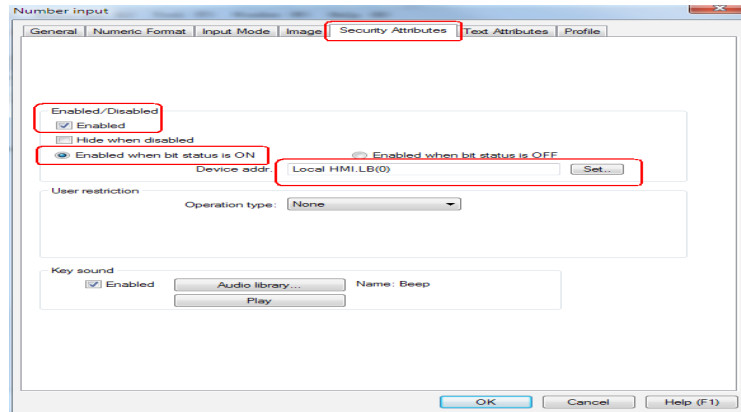 Number input
General Numeric Format Input Mode Image Security Attributes Text Attributes Profile
Enabled/Disabled
Enabled
Hide when disabled
Enabled when bit status is ON Enabled when bit status is OFF
Device addr. Local HMI.LB(0) Set..
User restriction
Operation type: None
Key sound
Enabled Audio library... Name: Beep
Play
OK Cancel Help (F1)